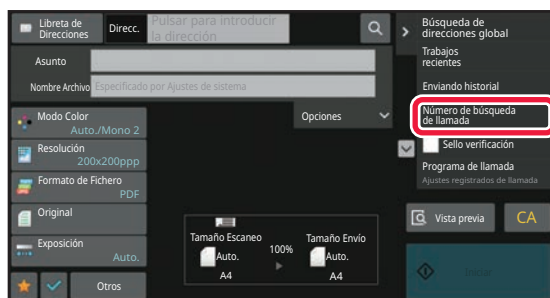 Libreta de
Direcciones
Direcc.
Pulsar para introducir
la dirección
Asunto
Nombre Archivo
Especificado por Ajustes de sistema
Modo Color
Auto./Mono 2
Resolución
200x200ppp
Formato de Fichero
PDF
Original
Exposición
Auto.
Otros
Opciones
Tamaño Escaneo
Auto.
A4
100%
Tamaño Envío
Auto.
A4
Búsqueda de
direcciones global
Trabajos
recientes
Enviando historial
Número de búsqueda
de llamada
Sello verificación
Programa de llamada
Ajustes registrados de llamada
Vista previa
CA
Iniciar